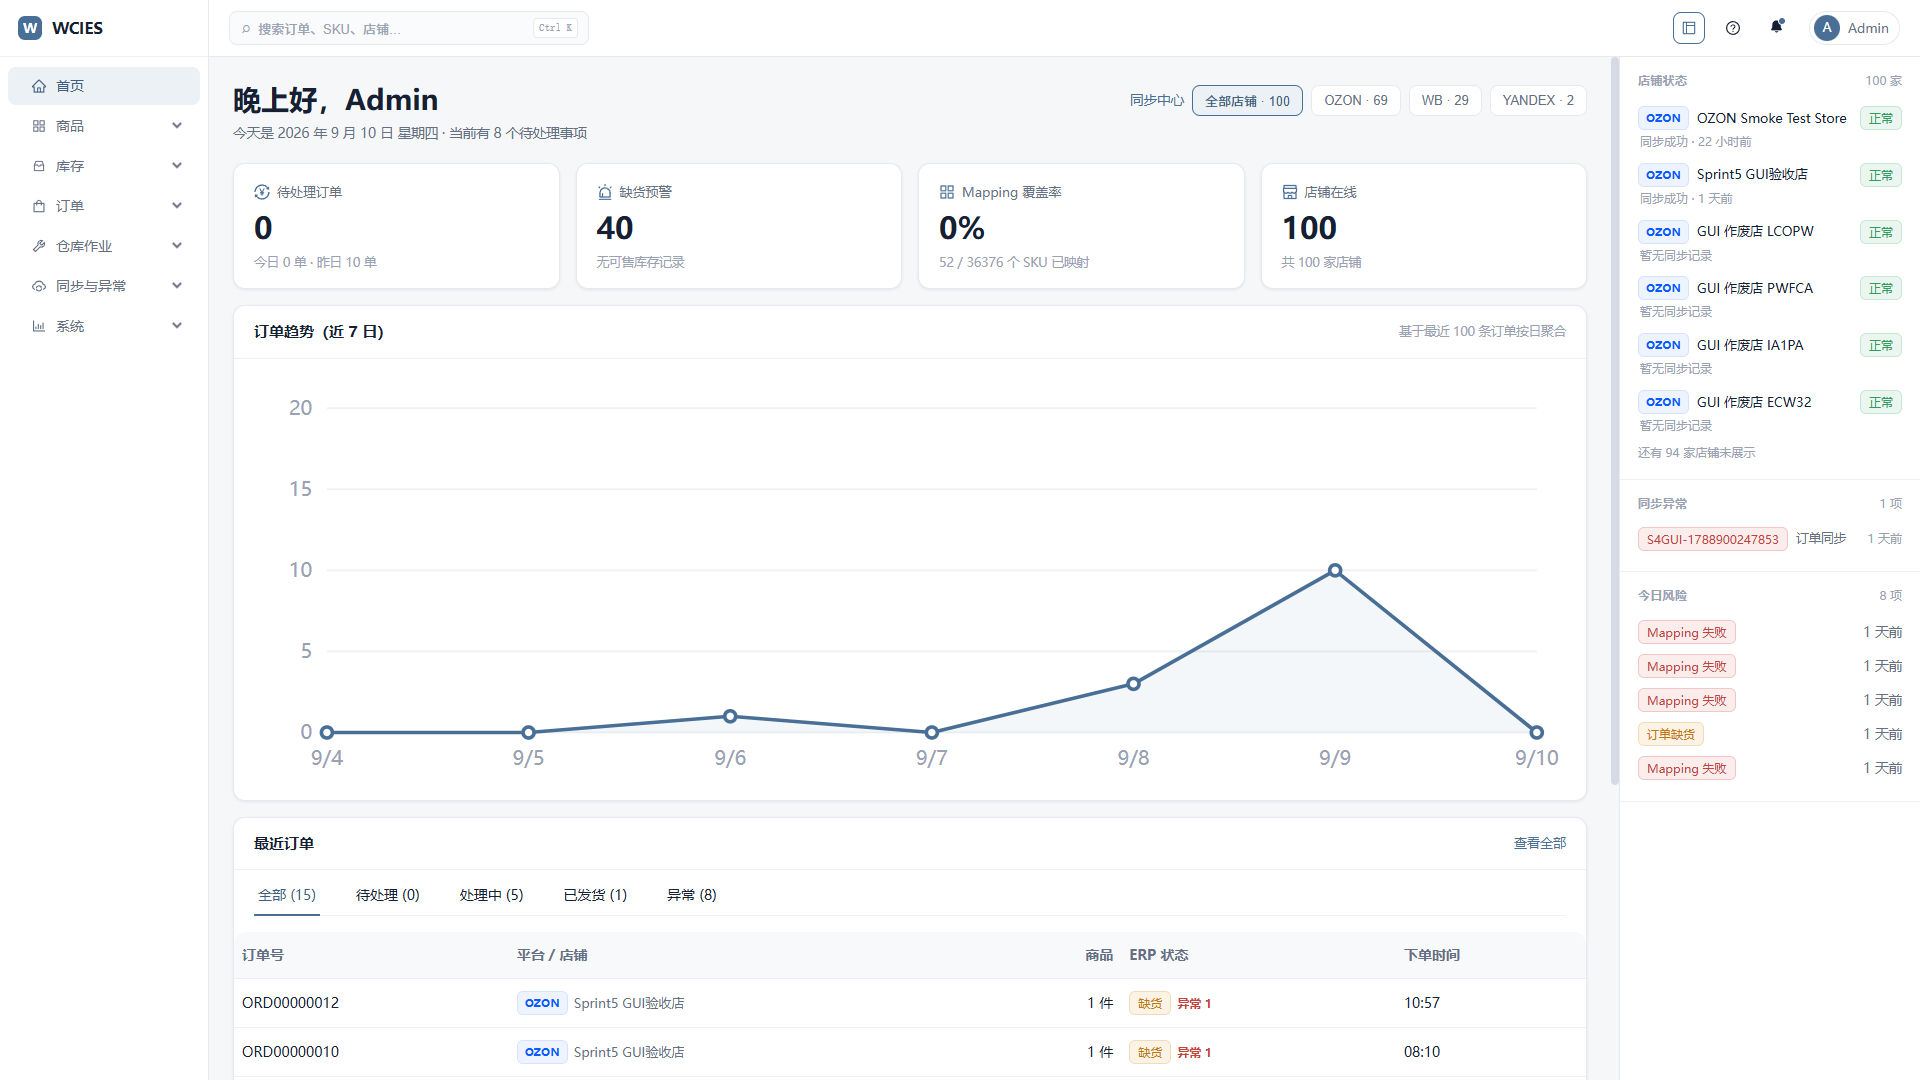 W WCIES
搜索订单、SKU、店铺... Ctrl K
A Admin
首页
商品
库存
订单
仓库作业
同步与异常
系统
晚上好，Admin
今天是 2026 年 9 月 10 日 星期四 · 当前有 8 个待处理事项
同步中心 全部店铺 · 100 OZON · 69 WB · 29 YANDEX · 2
待处理订单
0
今日 0 单 · 昨日 10 单
缺货预警
40
无可售库存记录
Mapping 覆盖率
0%
52 / 36376 个 SKU 已映射
店铺在线
100
共 100 家店铺
订单趋势（近 7 日） 基于最近 100 条订单按日聚合
20
15
10
5
0
9/4 9/5 9/6 9/7 9/8 9/9 9/10
最近订单 查看全部
全部 (15) 待处理 (0) 处理中 (5) 已发货 (1) 异常 (8)
订单号 平台 / 店铺 商品 ERP 状态 下单时间
ORD00000012 OZON Sprint5 GUI验收店 1 件 缺货 异常 1 10:57
ORD00000010 OZON Sprint5 GUI验收店 1 件 缺货 异常 1 08:10
店铺状态 100 家
OZON OZON Smoke Test Store 正常
同步成功 · 22 小时前
OZON Sprint5 GUI验收店 正常
同步成功 · 1 天前
OZON GUI 作废店 LCOPW 正常
暂无同步记录
OZON GUI 作废店 PWFCA 正常
暂无同步记录
OZON GUI 作废店 IA1PA 正常
暂无同步记录
OZON GUI 作废店 ECW32 正常
暂无同步记录
还有 94 家店铺未展示
同步异常 1 项
S4GUI-1788900247853 订单同步 1 天前
今日风险 8 项
Mapping 失败 1 天前
Mapping 失败 1 天前
Mapping 失败 1 天前
订单缺货 1 天前
Mapping 失败 1 天前